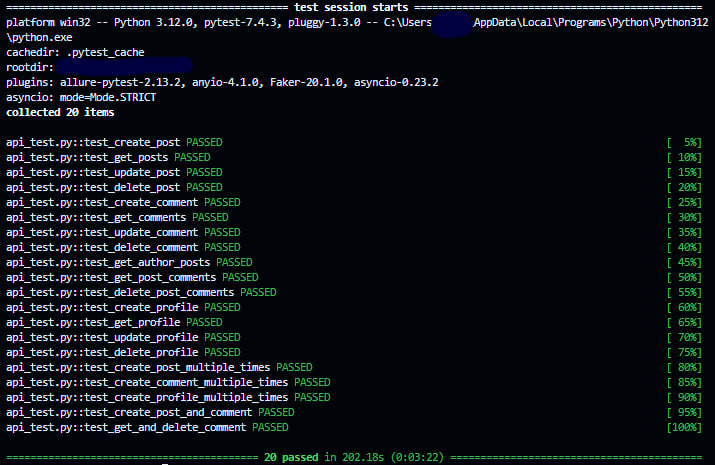 ============================================ test session starts ============================================
platform win32 -- Python 3.12.0, pytest-7.4.3, pluggy-1.3.0 -- C:\Users AppData\Local\Programs\Python\Python312
\python.exe
cachedir: .pytest_cache
rootdir:
plugins: allure-pytest-2.13.2, anyio-4.1.0, Faker-20.1.0, asyncio-0.23.2
asyncio: mode=Mode.STRICT
collected 20 items
api_test.py::test_create_post PASSED [  5%]
api_test.py::test_get_posts PASSED [ 10%]
api_test.py::test_update_post PASSED [ 15%]
api_test.py::test_delete_post PASSED [ 20%]
api_test.py::test_create_comment PASSED [ 25%]
api_test.py::test_get_comments PASSED [ 30%]
api_test.py::test_update_comment PASSED [ 35%]
api_test.py::test_delete_comment PASSED [ 40%]
api_test.py::test_get_author_posts PASSED [ 45%]
api_test.py::test_get_post_comments PASSED [ 50%]
api_test.py::test_delete_post_comments PASSED [ 55%]
api_test.py::test_create_profile PASSED [ 60%]
api_test.py::test_get_profile PASSED [ 65%]
api_test.py::test_update_profile PASSED [ 70%]
api_test.py::test_delete_profile PASSED [ 75%]
api_test.py::test_create_post_multiple_times PASSED [ 80%]
api_test.py::test_create_comment_multiple_times PASSED [ 85%]
api_test.py::test_create_profile_multiple_times PASSED [ 90%]
api_test.py::test_create_post_and_comment PASSED [ 95%]
api_test.py::test_get_and_delete_comment PASSED [100%]
======================================= 20 passed in 202.18s (0:03:22) =======================================